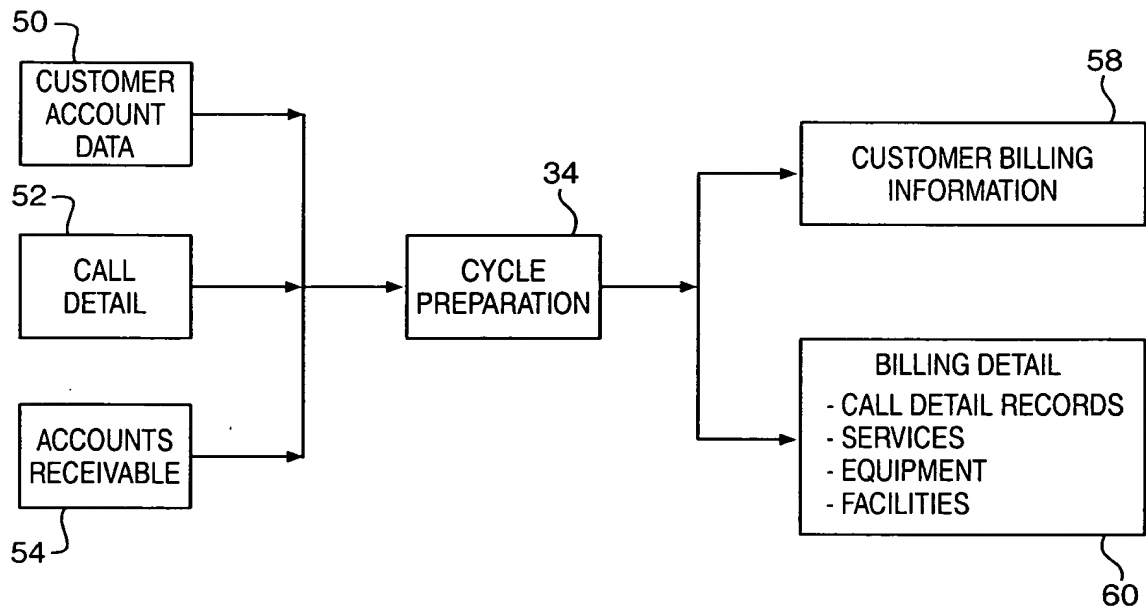 50
CUSTOMER
ACCOUNT
DATA
52
CALL
DETAIL
ACCOUNTS
RECEIVABLE
54
34
CYCLE
PREPARATION
58
CUSTOMER BILLING
INFORMATION
BILLING DETAIL
- CALL DETAIL RECORDS
- SERVICES
- EQUIPMENT
- FACILITIES
60